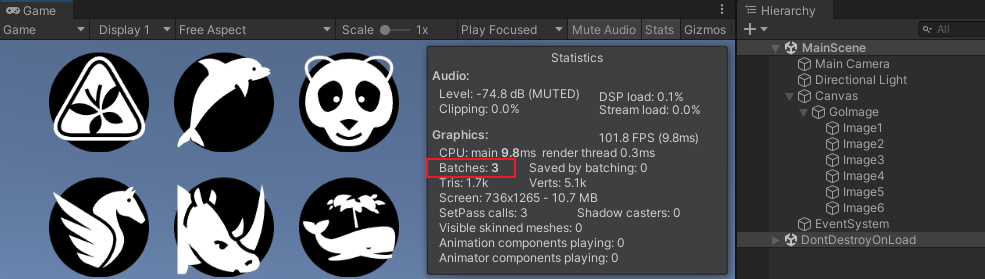 Game
Game Display 1 Free Aspect Scale 1x Play Focused Mute Audio Stats Gizmos
Statistics
Audio:
Level: -74.8 dB (MUTED) DSP load: 0.1%
Clipping: 0.0% Stream load: 0.0%
Graphics: 101.8 FPS (9.8ms)
CPU: main 9.8ms render thread 0.3ms
Batches: 3 Saved by batching: 0
Tris: 1.7k Verts: 5.1k
Screen: 736x1265 - 10.7 MB
SetPass calls: 3 Shadow casters: 0
Visible skinned meshes: 0
Animation components playing: 0
Animator components playing: 0
Hierarchy
All
MainScene
Main Camera
Directional Light
Canvas
GoImage
Image1
Image2
Image3
Image4
Image5
Image6
EventSystem
DontDestroyOnLoad